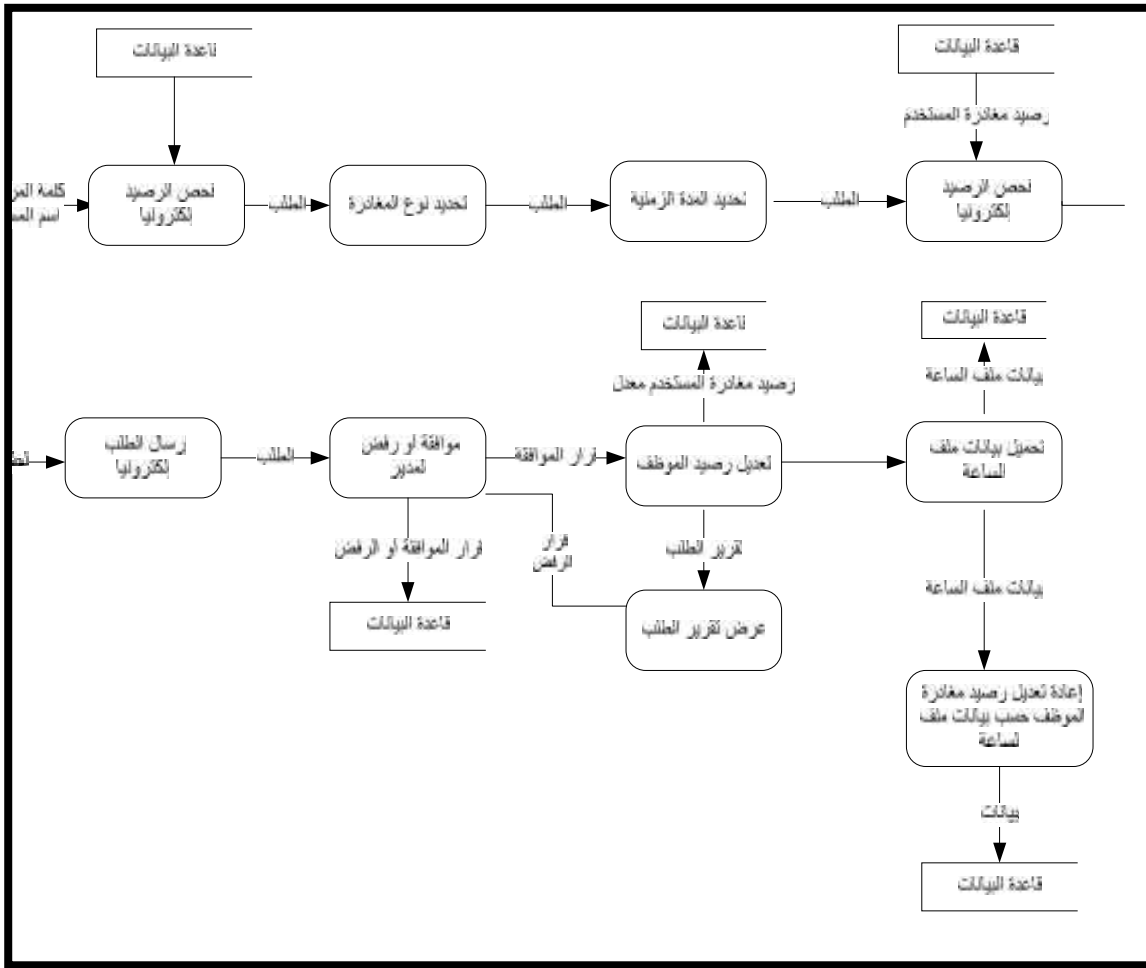 قاعدة البيانات
قاعدة البيانات
رصيد مغادرة المستخدم
كلمة
اسم
فحص الرصيد
إلكترونيا
الطلب
تحديد نوع المغادرة
الطلب
تحديد المدة الزمنية
الطلب
فحص الرصيد
إلكترونيا
قاعدة البيانات
قاعدة البيانات
رصيد مغادرة المستخدم معدل
بيانات ملف الساعة
إرسال الطلب
إلكترونيا
الطلب
موافقة او رفض
المدير
قرار الموافقة
تعديل رصيد الموظف
تحميل بيانات ملف
الساعة
قرار الموافقة او الرفض
قرار
الرفض
تقرير الطلب
بيانات ملف الساعة
قاعدة البيانات
عرض تقرير الطلب
إعادة تعديل رصيد مغادرة
الموظف حسب بيانات ملف
الساعة
بيانات
قاعدة البيانات